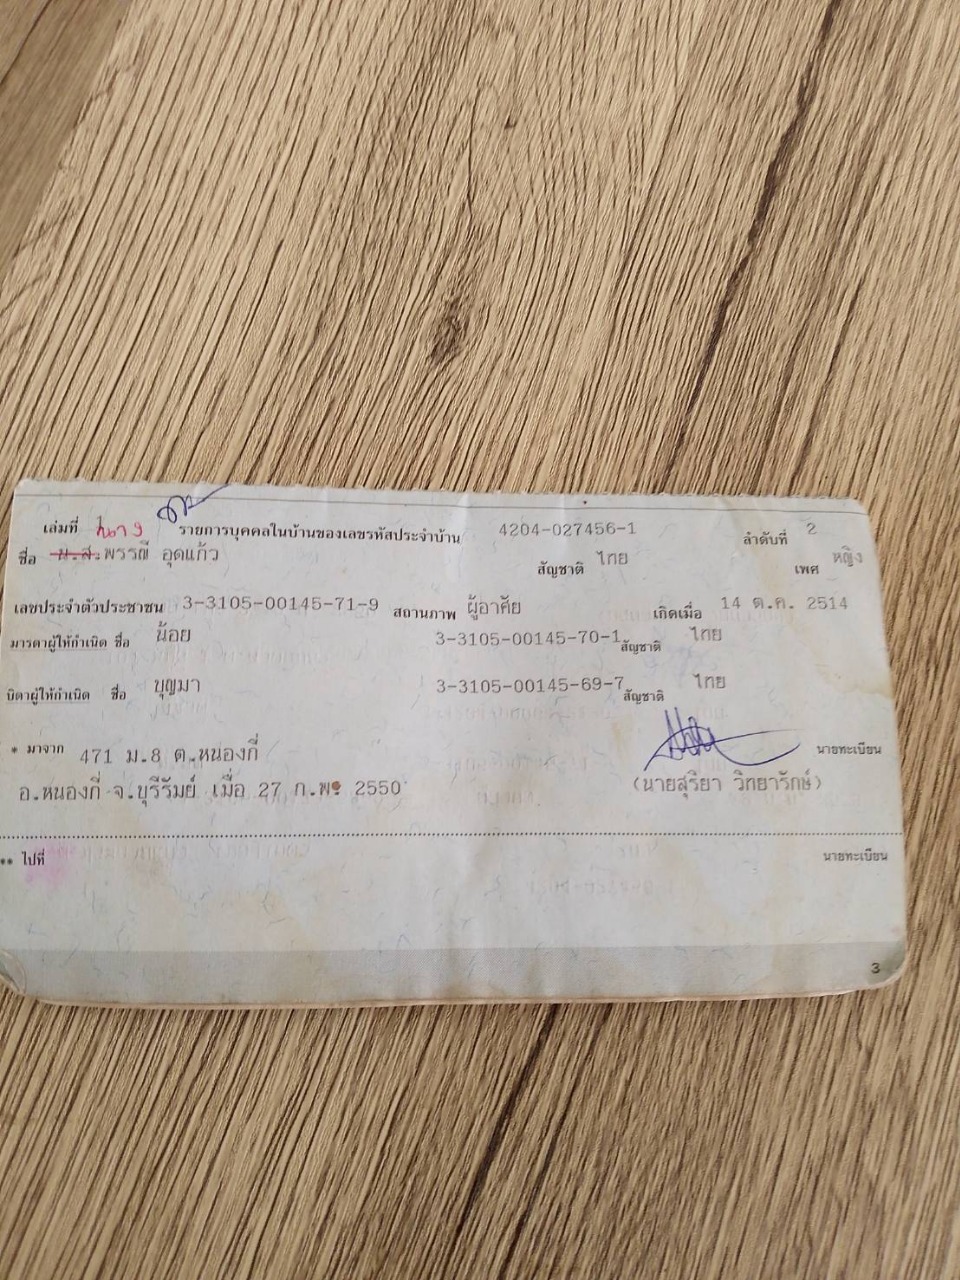 เล่มที่ 1 รายการบุคคลในบ้านของเลขรหัสประจำบ้าน 4204-027456-1 ลำดับที่ 2
นาง
ชื่อ น.ส. พรรณี อุดแก้ว สัญชาติ ไทย เพศ หญิง
เลขประจำตัวประชาชน 3-3105-00145-71-9 สถานภาพ ผู้อาศัย เกิดเมื่อ 14 ต.ค. 2514
มารดาผู้ให้กำเนิด ชื่อ น้อย 3-3105-00145-70-1 สัญชาติ ไทย
บิดาผู้ให้กำเนิด ชื่อ บุญมา 3-3105-00145-69-7 สัญชาติ ไทย
* มาจาก 471 ม.8 ต.หนองกี่ นายทะเบียน
อ.หนองกี่ จ.บุรีรัมย์ เมื่อ 27 ก.พ. 2550 (นายสุริยา วิทยารักษ์)
** ไปที่ นายทะเบียน
3